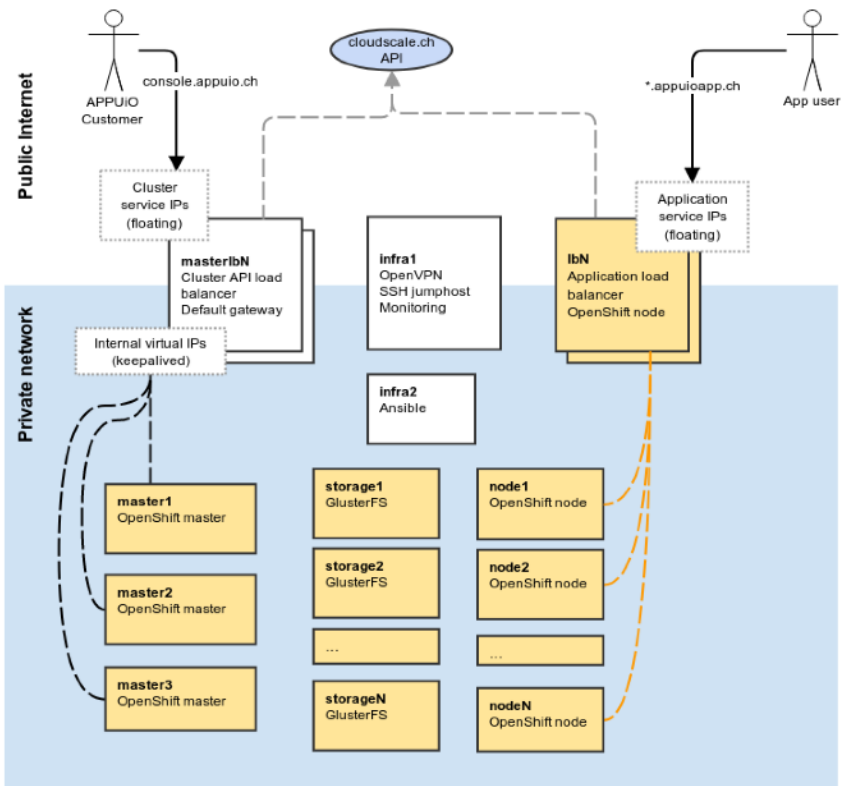 cloudscale.ch
API
console.appuio.ch
*.appuioapp.ch
APPUiO
Customer
App user
Public Internet
Cluster
service IPs
(floating)
Application
service IPs
(floating)
masterlbN
Cluster API load
balancer
Default gateway
infra1
OpenVPN
SSH jumphost
Monitoring
lbN
Application load
balancer
OpenShift node
Internal virtual IPs
(keepalived)
Private network
infra2
Ansible
master1
OpenShift master
storage1
GlusterFS
node1
OpenShift node
master2
OpenShift master
storage2
GlusterFS
node2
OpenShift node
...
...
master3
OpenShift master
storageN
GlusterFS
nodeN
OpenShift node